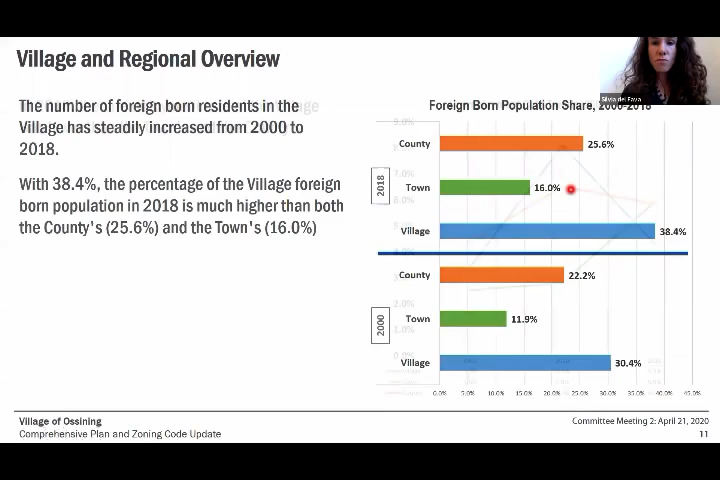 Village and Regional Overview
Silvia del Fava
The number of foreign born residents in the
Village has steadily increased from 2000 to
2018.
With 38.4%, the percentage of the Village foreign
born population in 2018 is much higher than both
the County's (25.6%) and the Town's (16.0%)
Foreign Born Population Share, 2000-2018
2018
County 25.6%
Town 16.0%
Village 38.4%
2000
County 22.2%
Town 11.9%
Village 30.4%
0.0% 5.0% 10.0% 15.0% 20.0% 25.0% 30.0% 35.0% 40.0% 45.0%
Village of Ossining
Comprehensive Plan and Zoning Code Update
Committee Meeting 2: April 21, 2020
11